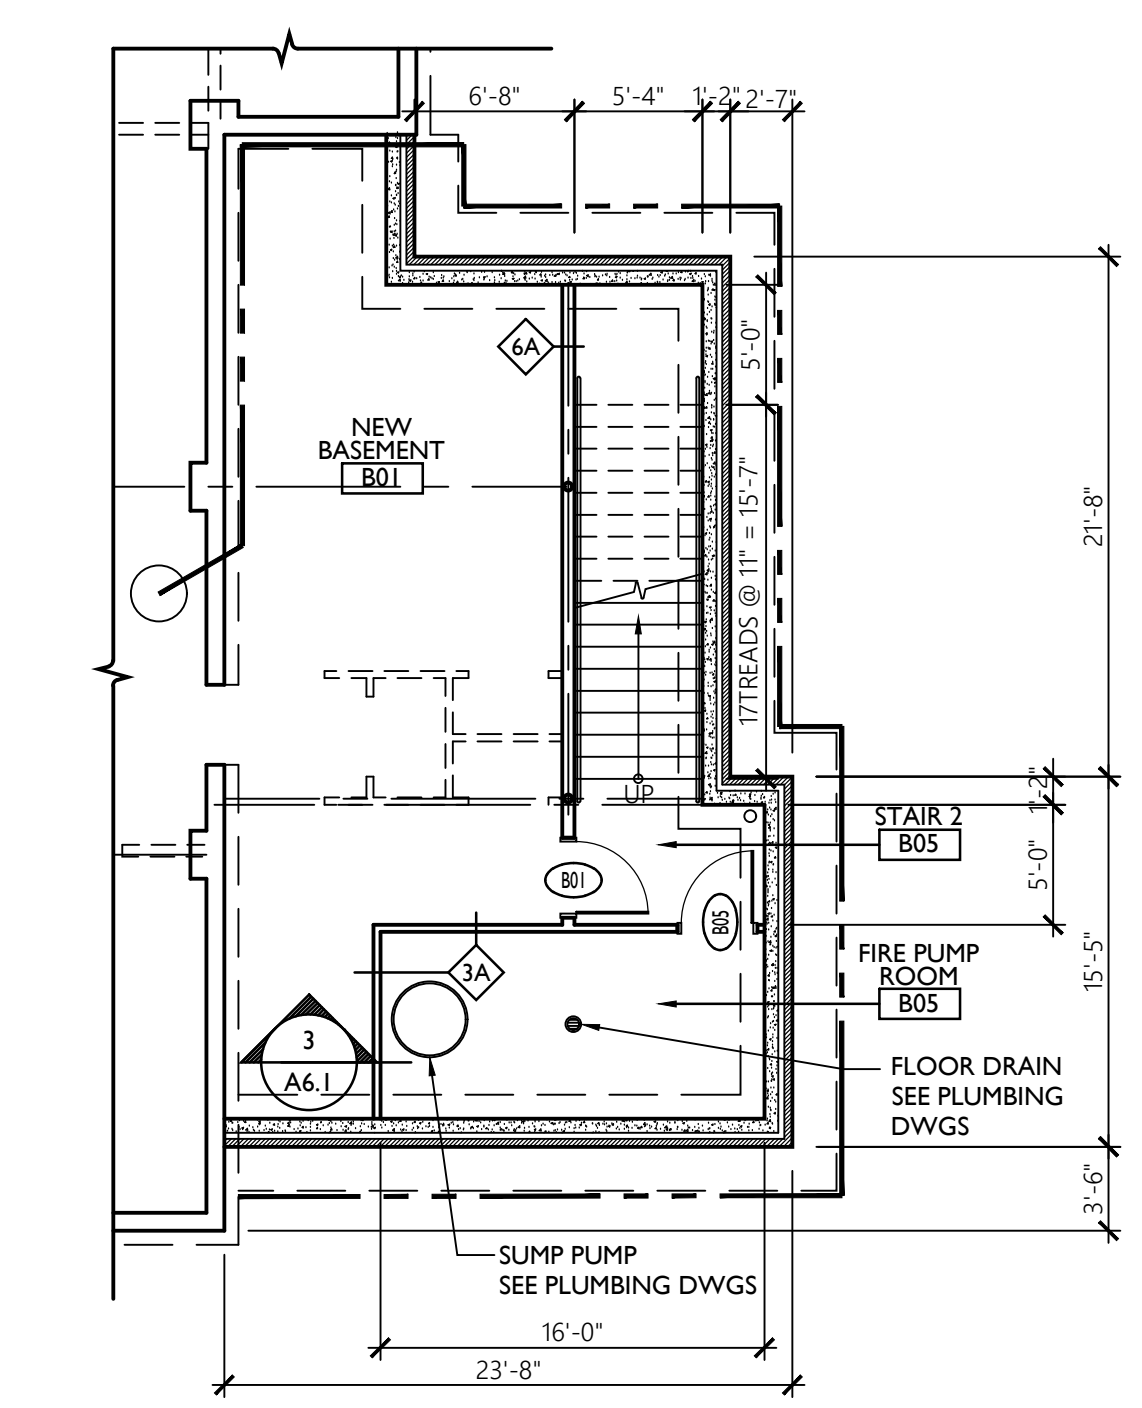 6'-8"
5'-4"
1'-2"
2'-7"
6A
5'-0"
NEW
BASEMENT
B01
17TREADS @ 11" = 15'-7"
21'-8"
UP
1'-2"
STAIR 2
B05
B01
5'-0"
B05
FIRE PUMP
ROOM
B05
3A
15'-5"
3
A6.1
FLOOR DRAIN
SEE PLUMBING
DWGS
3'-6"
SUMP PUMP
SEE PLUMBING DWGS
16'-0"
23'-8"